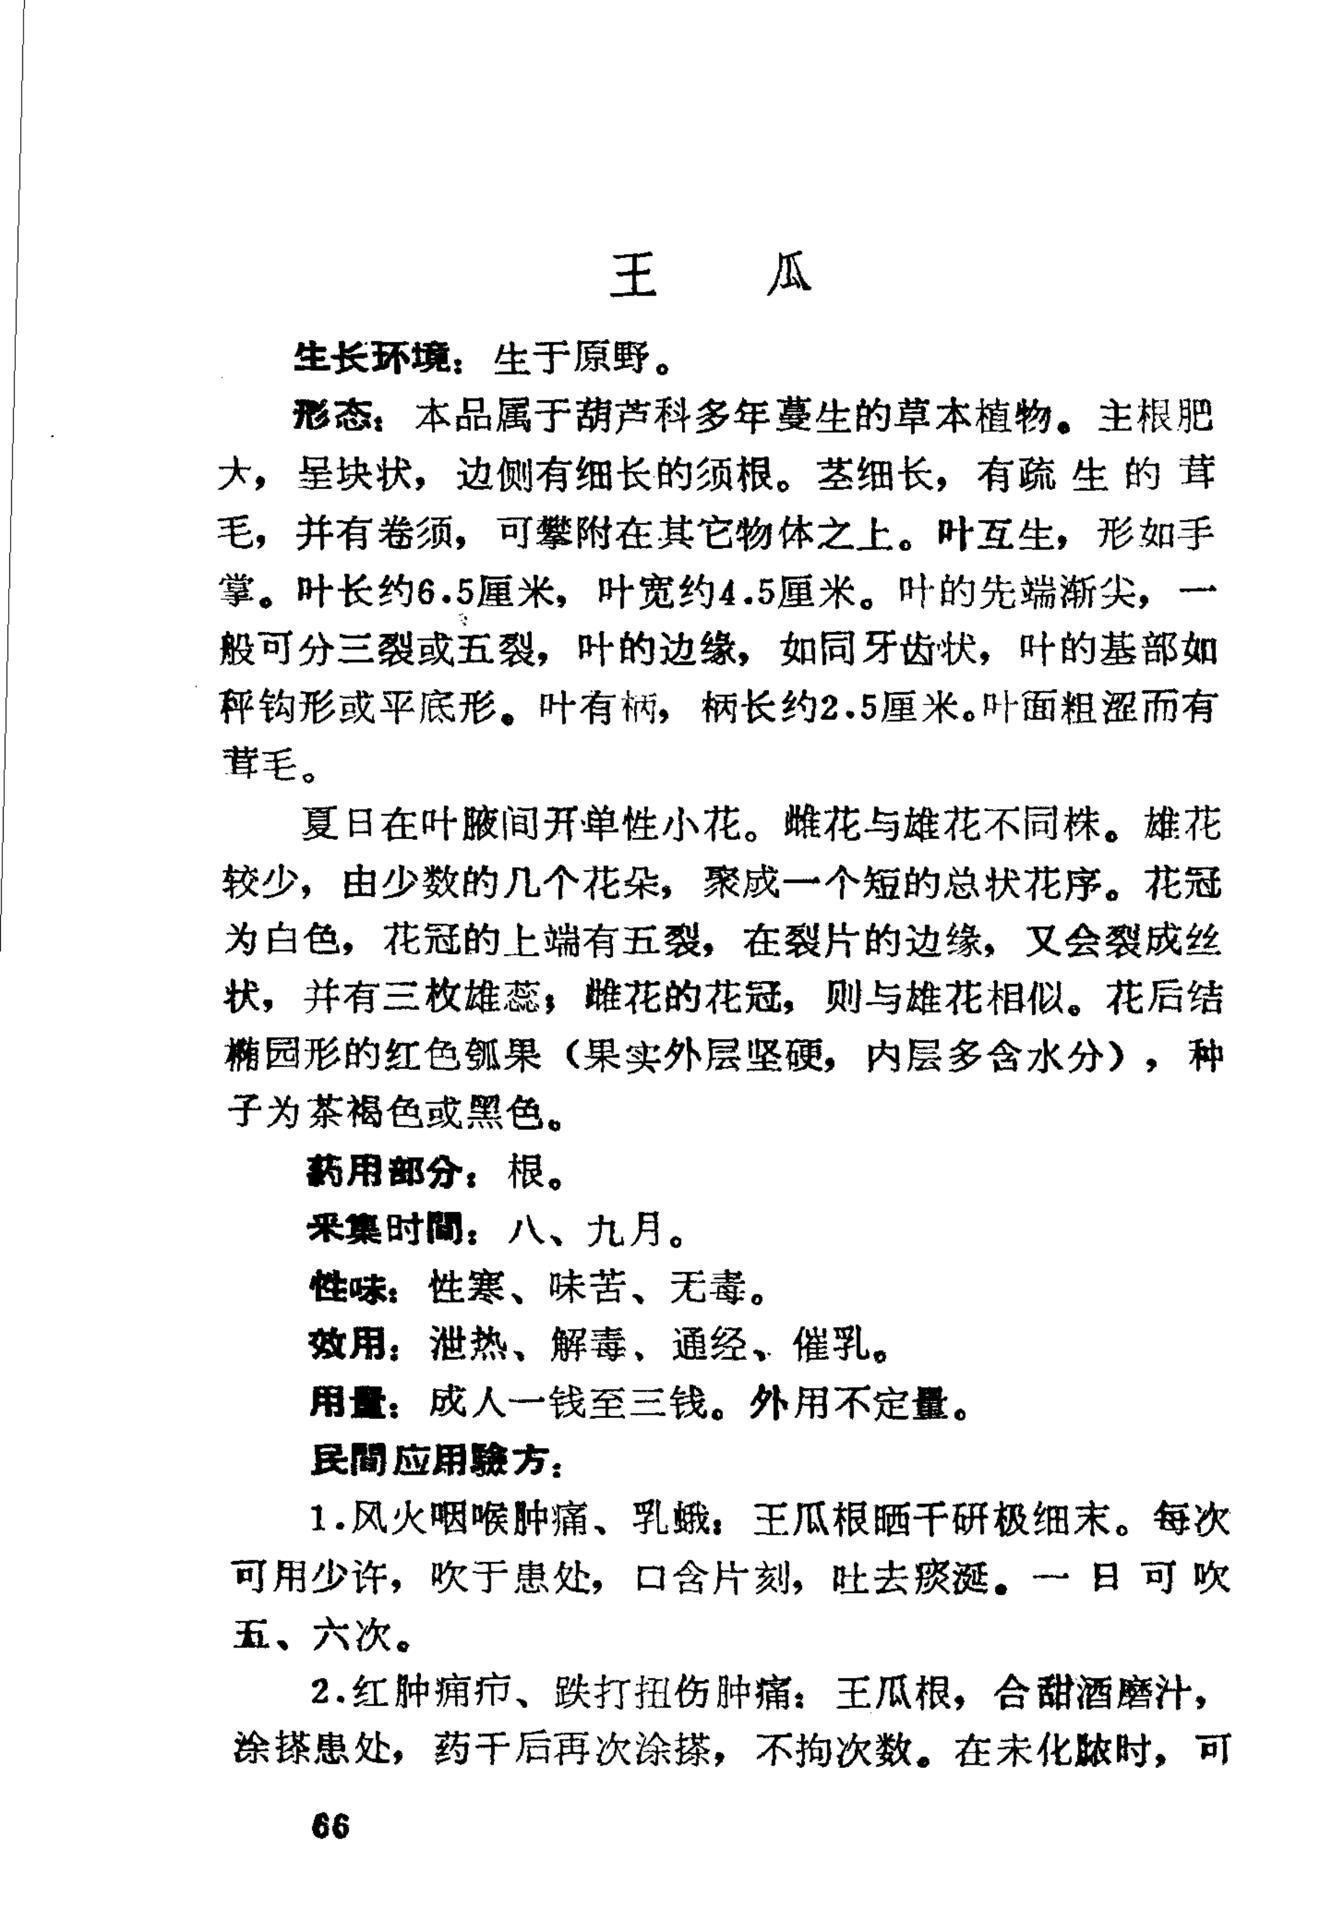 王 瓜
生长环境：生于原野。
形态：本品属于葫芦科多年蔓生的草本植物。主根肥
大，呈块状，边侧有细长的须根。茎细长，有疏生的茸
毛，并有卷须，可攀附在其它物体之上。叶互生，形如手
掌。叶长约6.5厘米，叶宽约4.5厘米。叶的先端渐尖，一
般可分三裂或五裂，叶的边缘，如同牙齿状，叶的基部如
秤钩形或平底形。叶有柄，柄长约2.5厘米。叶面粗涩而有
茸毛。
夏日在叶腋间开单性小花。雌花与雄花不同株。雄花
较少，由少数的几个花朵，聚成一个短的总状花序。花冠
为白色，花冠的上端有五裂，在裂片的边缘，又会裂成丝
状，并有三枚雄蕊；雌花的花冠，则与雄花相似。花后结
椭园形的红色瓠果（果实外层坚硬，内层多含水分），种
子为茶褐色或黑色。
药用部分：根。
采集时間：八、九月。
性味：性寒、味苦、无毒。
效用：泄热、解毒、通经、催乳。
用量：成人一钱至三钱。外用不定量。
民間应用驗方：
1.风火咽喉肿痛、乳蛾：王瓜根晒干研极细末。每次
可用少许，吹于患处，口含片刻，吐去痰涎。一日可吹
五、六次。
2.红肿痈疖、跌打扭伤肿痛：王瓜根，合甜酒磨汁，
涂搽患处，药干后再次涂搽，不拘次数。在未化脓时，可
66